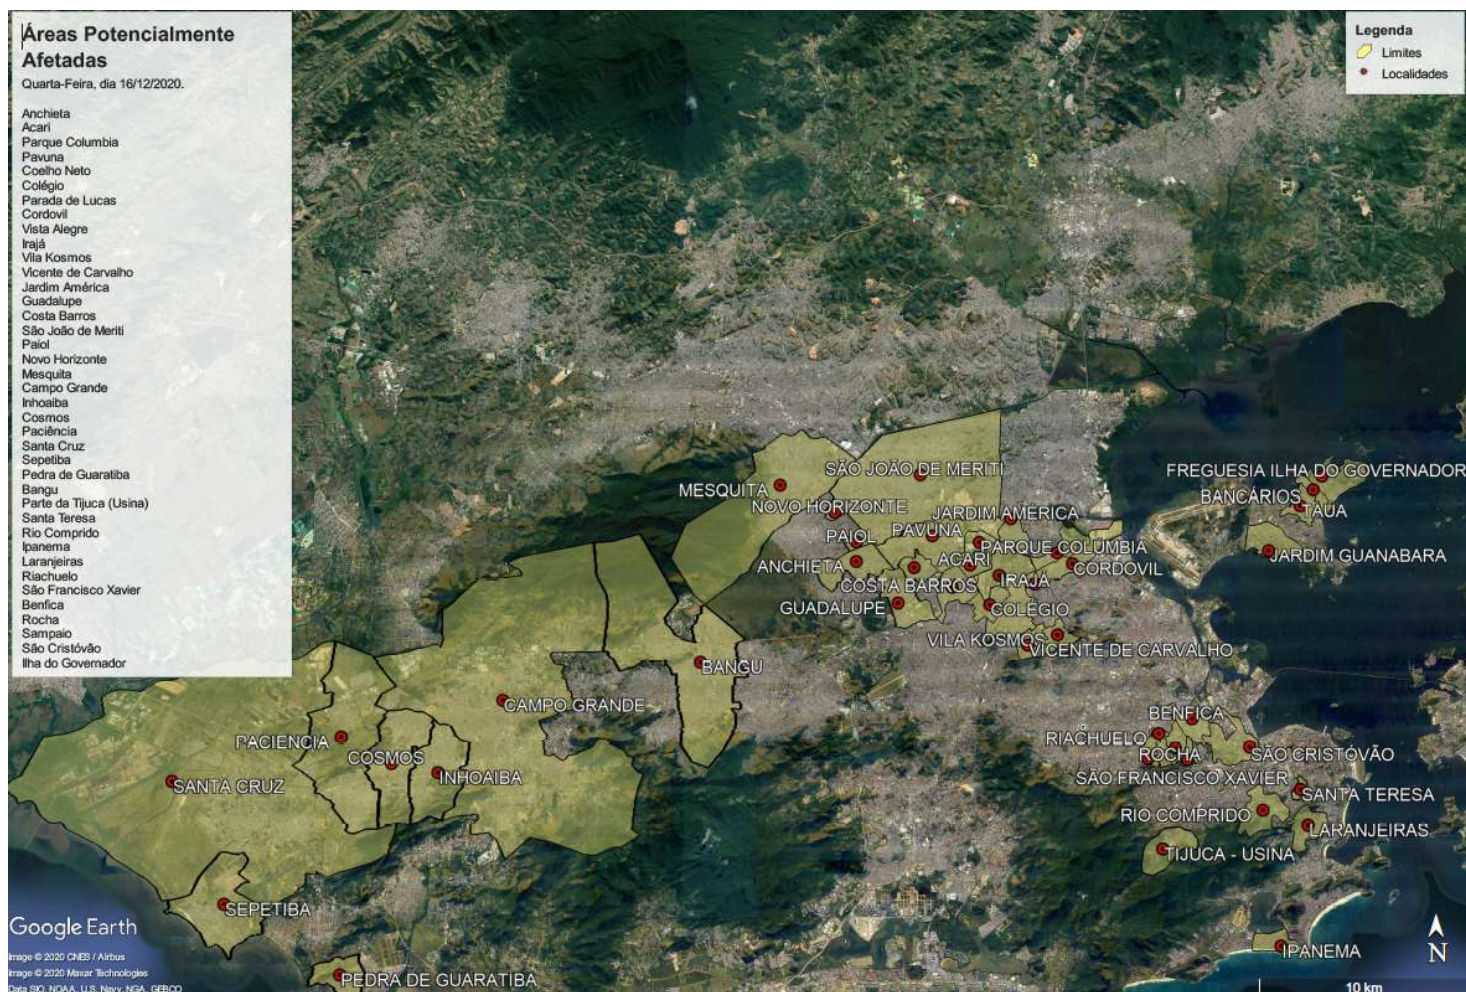 Áreas Potencialmente
Afetadas
Quarta-Feira, dia 16/12/2020.
Anchieta
Acari
Parque Columbia
Pavuna
Coelho Neto
Colégio
Parada de Lucas
Cordovil
Vista Alegre
Irajá
Vila Kosmos
Vicente de Carvalho
Jardim América
Guadalupe
Costa Barros
São João de Meriti
Paiol
Novo Horizonte
Mesquita
Campo Grande
Inhoaiba
Cosmos
Paciência
Santa Cruz
Sepetiba
Pedra de Guaratiba
Bangu
Parte da Tijuca (Usina)
Santa Teresa
Rio Comprido
Ipanema
Laranjeiras
Riachuelo
São Francisco Xavier
Benfica
Rocha
Sampaio
São Cristóvão
Ilha do Governador
Legenda
Limites
Localidades
SÃO JOÃO DE MERITI
FREGUESIA ILHA DO GOVERNADOR
MESQUITA
BANCÁRIOS
NOVO HORIZONTE
JARDIM AMERICA
TAUA
PAIOL
PAVUNA
PARQUE COLUMBIA
JARDIM GUANABARA
ANCHIETA
ACARI
CORDOVIL
COSTA BARROS
IRAJÁ
GUADALUPE
COLÉGIO
VILA KOSMOS
VICENTE DE CARVALHO
BANGU
CAMPO GRANDE
BENFICA
PACIENCIA
RIACHUELO
COSMOS
ROCHA
SÃO CRISTÓVÃO
INHOAIBA
SÃO FRANCISCO XAVIER
SANTA CRUZ
SANTA TERESA
RIO COMPRIDO
LARANJEIRAS
TIJUCA - USINA
SEPETIBA
IPANEMA
PEDRA DE GUARATIBA
Google Earth
Image © 2020 CNES / Airbus
Image © 2020 Maxar Technologies
Data SIO, NOAA, U.S. Navy, NGA, GEBCO
N
10 km